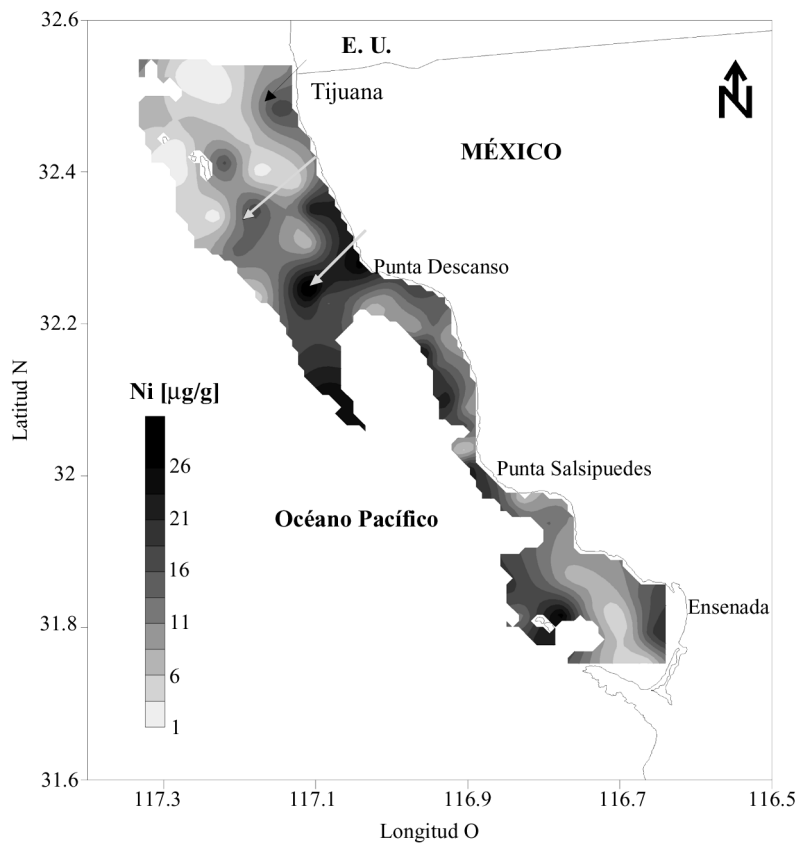 32.6
E. U.
Tijuana
N
MÉXICO
32.4
Punta Descanso
32.2
Ni [µg/g]
Latitud N
26
Punta Salsipuedes
32
21
Océano Pacífico
16
Ensenada
11
31.8
6
1
31.6
117.3
117.1
116.9
116.7
116.5
Longitud O